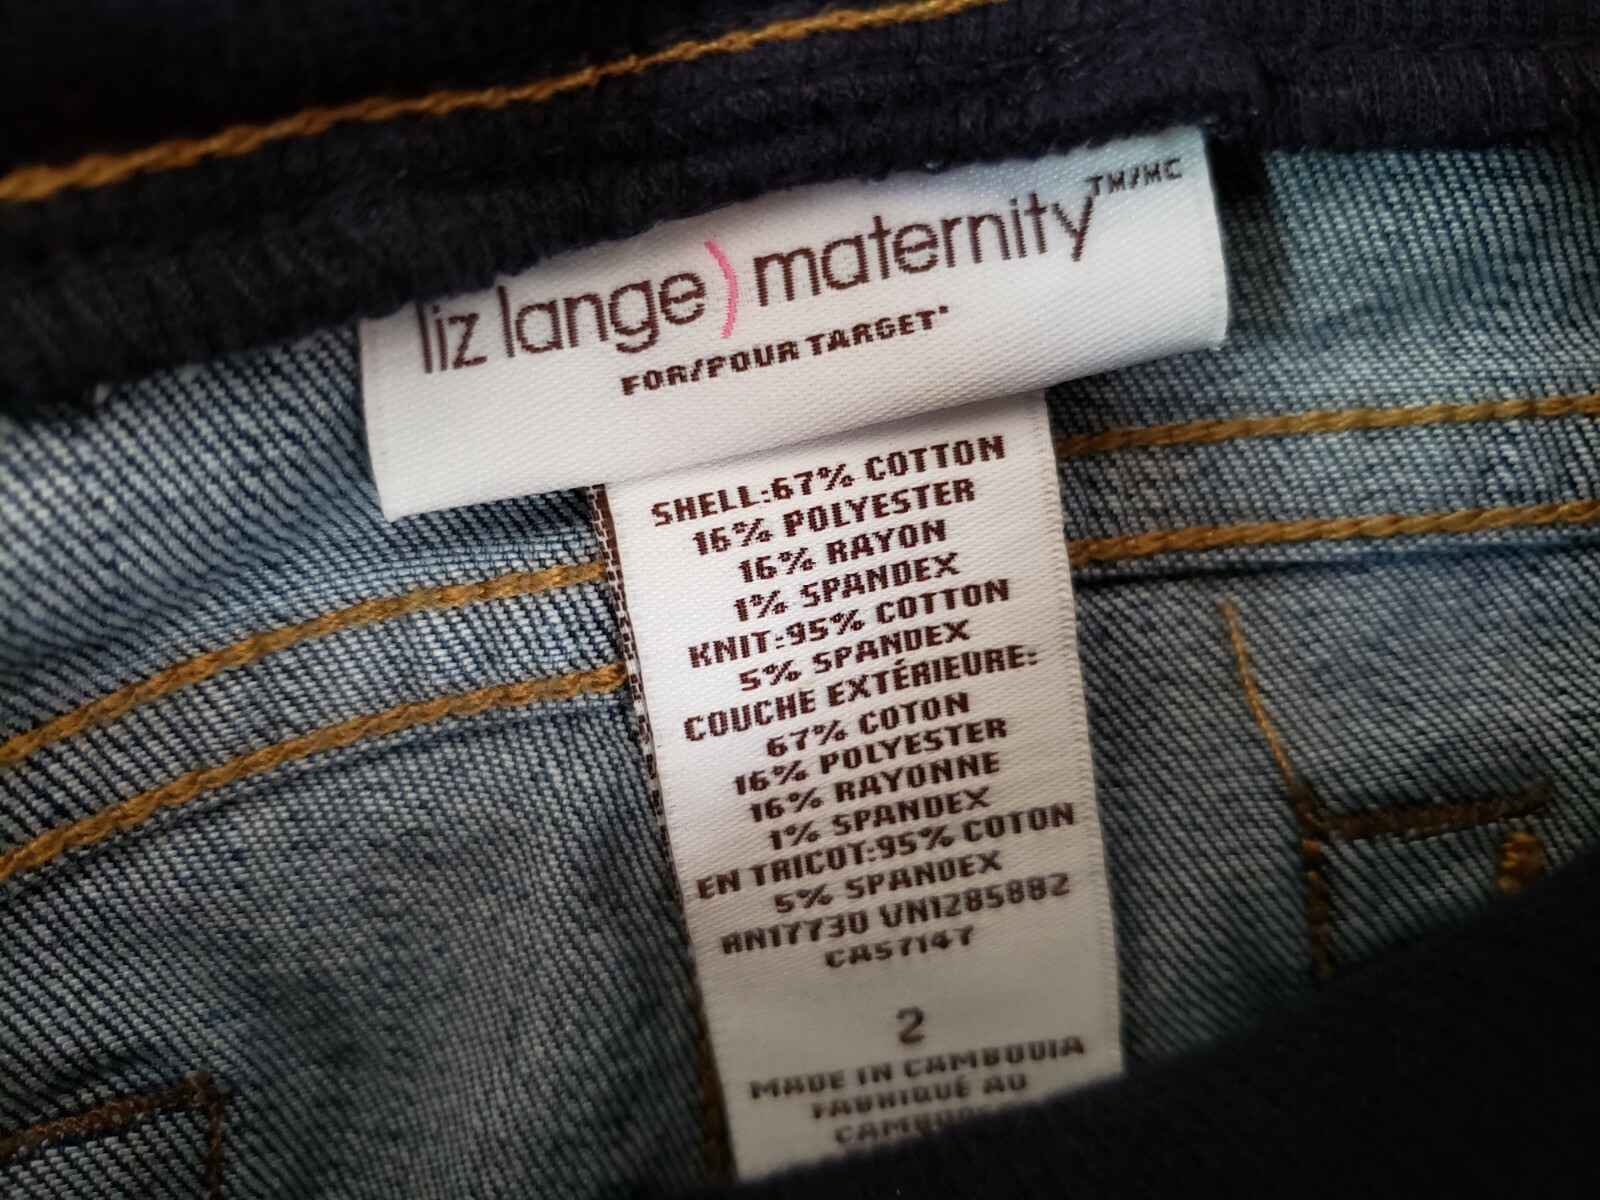 liz lange) maternity TM/MC
FOR/POUR TARGET*
SHELL:67% COTTON
16% POLYESTER
16% RAYON
1% SPANDEX
KNIT:95% COTTON
5% SPANDEX
COUCHE EXTÉRIEURE:
67% COTON
16% POLYESTER
16% RAYONNE
1% SPANDEX
EN TRICOT:95% COTON
5% SPANDEX
RN17730 VN1285882
CA57147
2
MADE IN CAMBODIA
FABRIQUÉ AU